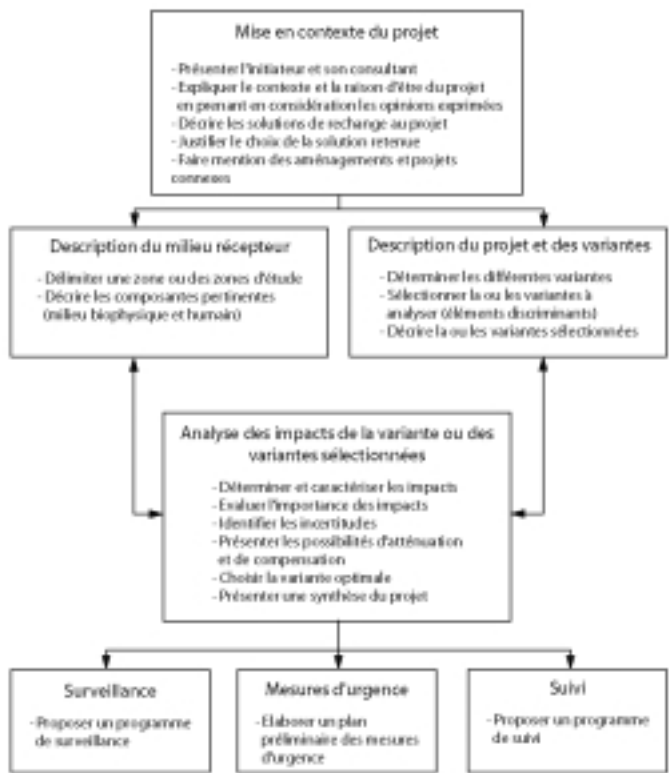 Mise en contexte du projet
- Présenter l'initiateur et son consultant
- Expliquer le contexte et la raison d'être du projet
en prenant en considération les opinions exprimées
- Décrire les solutions de rechange au projet
- Justifier le choix de la solution retenue
- Faire mention des aménagements et projets
connexes
Description du milieu récepteur
- Délimiter une zone ou des zones d'étude
- Décrire les composantes pertinentes
(milieu biophysique et humain)
Description du projet et des variantes
- Déterminer les différentes variantes
- Sélectionner la ou les variantes à
analyser (éléments discriminants)
- Décrire la ou les variantes sélectionnées
Analyse des impacts de la variante ou des
variantes sélectionnées
- Déterminer et caractériser les impacts
- Evaluer l'importance des impacts
- Identifier les incertitudes
- Présenter les possibilités d'atténuation
et de compensation
- Choisir la variante optimale
- Présenter une synthèse du projet
Surveillance
- Proposer un programme
de surveillance
Mesures d'urgence
- Elaborer un plan
préliminaire des mesures
d'urgence
Suivi
- Proposer un programme
de suivi